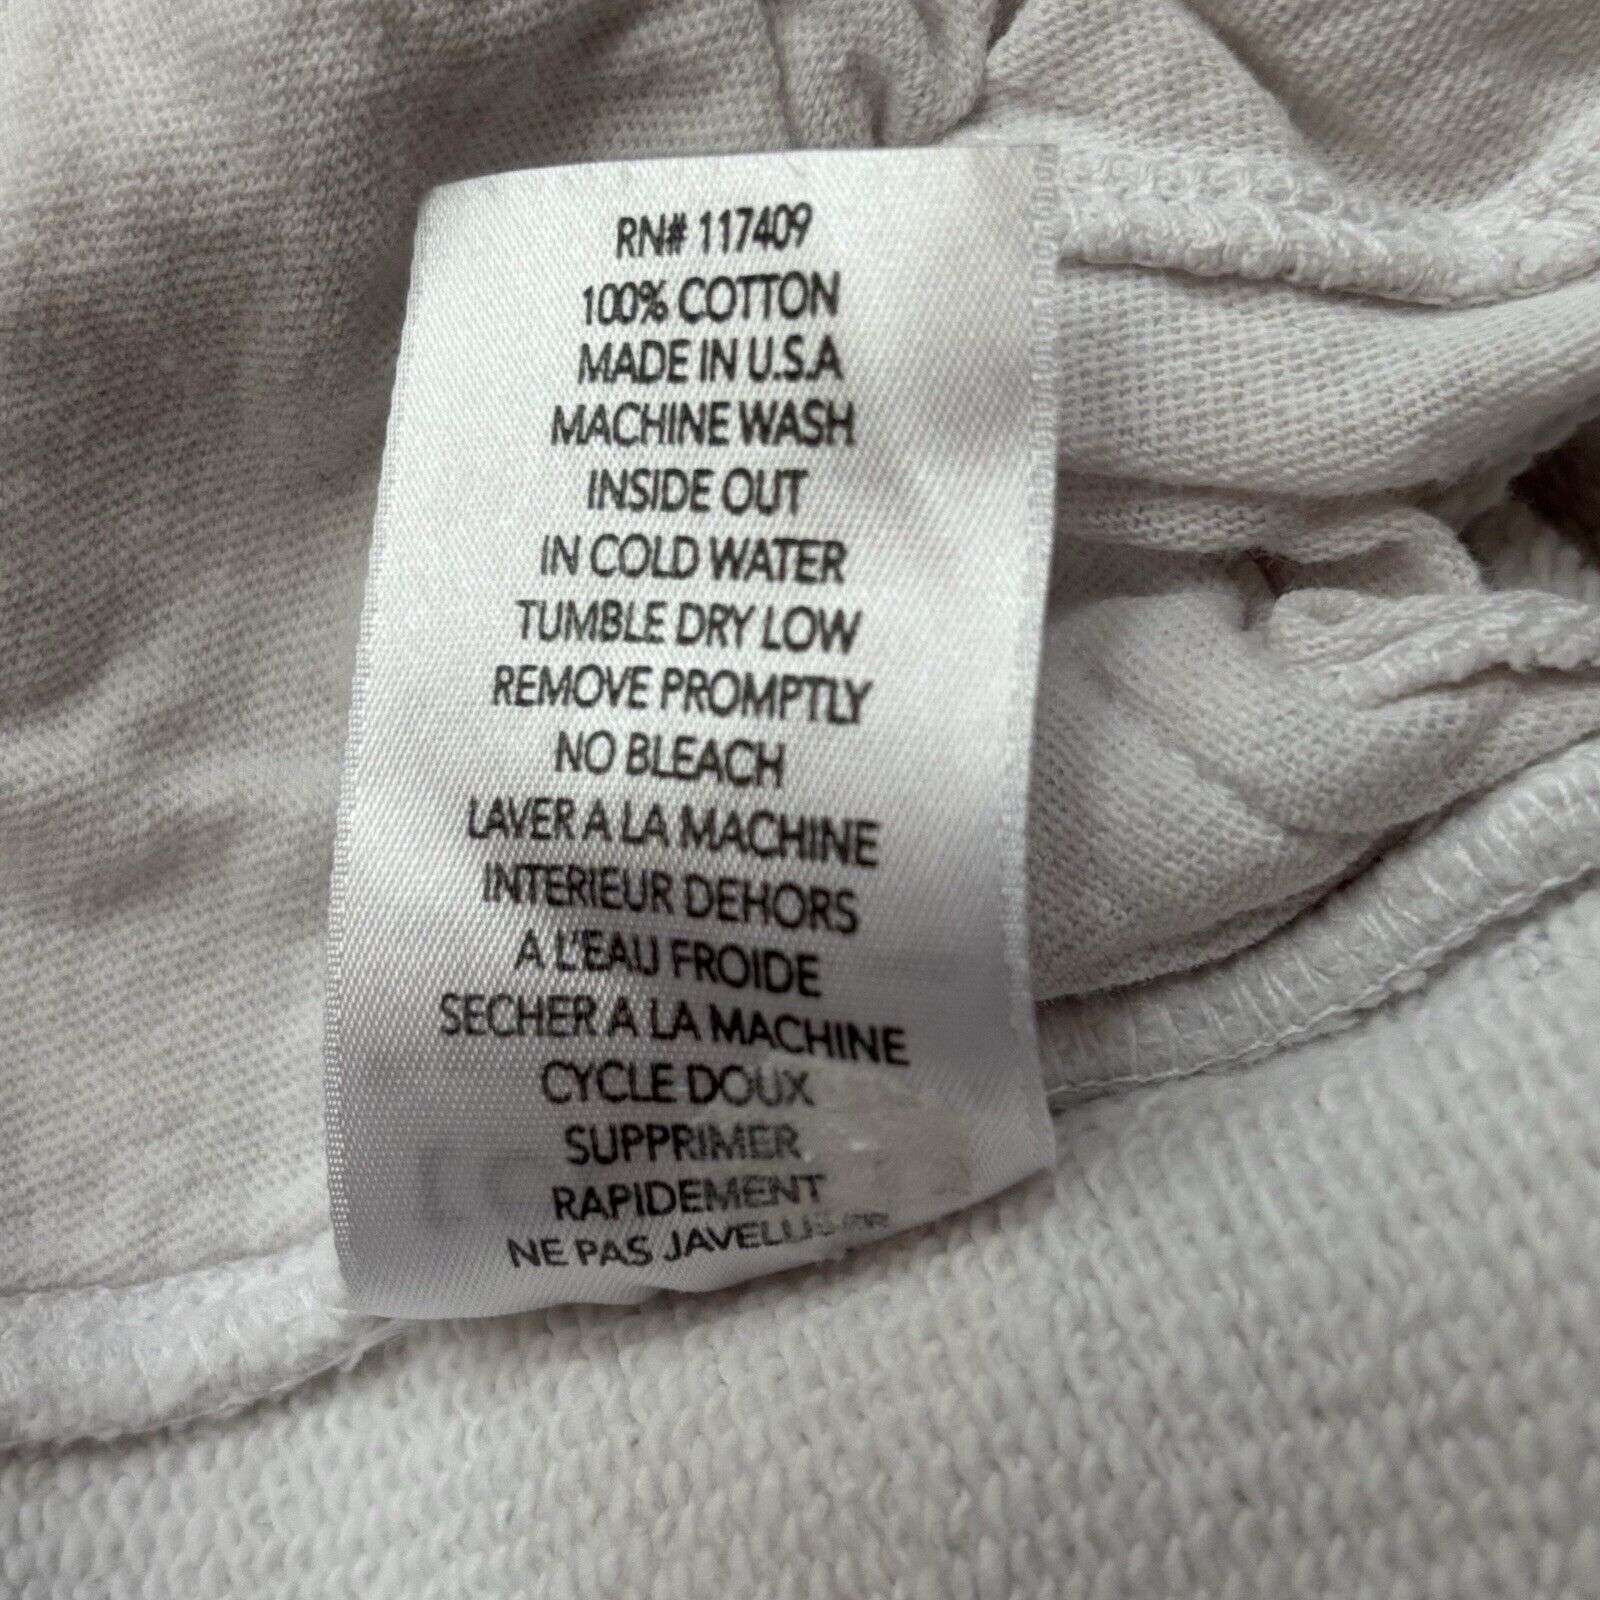 RN# 117409
100% COTTON
MADE IN U.S.A
MACHINE WASH
INSIDE OUT
IN COLD WATER
TUMBLE DRY LOW
REMOVE PROMPTLY
NO BLEACH
LAVER A LA MACHINE
INTERIEUR DEHORS
A L'EAU FROIDE
SECHER A LA MACHINE
CYCLE DOUX
SUPPRIMER
RAPIDEMENT
NE PAS